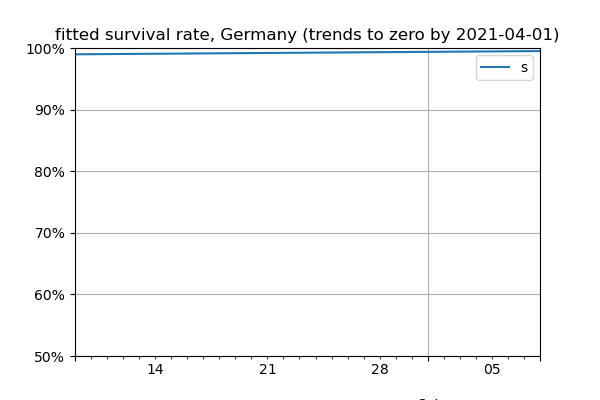 fitted survival rate, Germany (trends to zero by 2021-04-01)
100%
s
90%
80%
70%
60%
50%
14 21 28 05